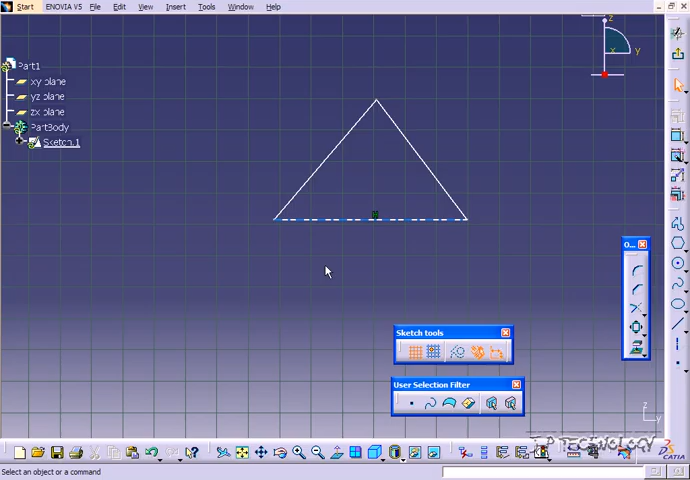 Start ENOVIA V5 File Edit View Insert Tools Window Help
z
x y
Part1
xy plane
yz plane
zx plane
PartBody
Sketch.1
H
O...
Sketch tools
User Selection Filter
z
y
T.P TECHNOLOGY
CATIA
Select an object or a command